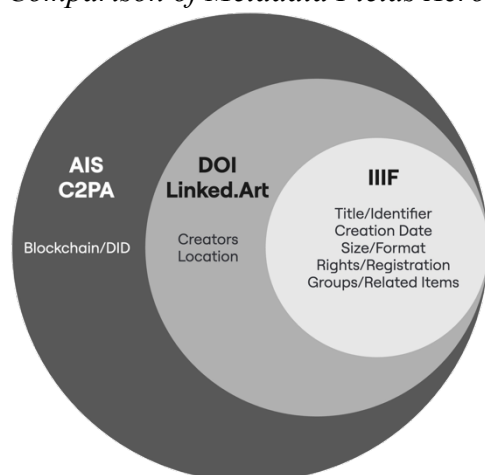 Comparison of Metadata Fields Acro
AIS
C2PA
Blockchain/DID
DOI
Linked.Art
Creators
Location
IIIF
Title/Identifier
Creation Date
Size/Format
Rights/Registration
Groups/Related Items